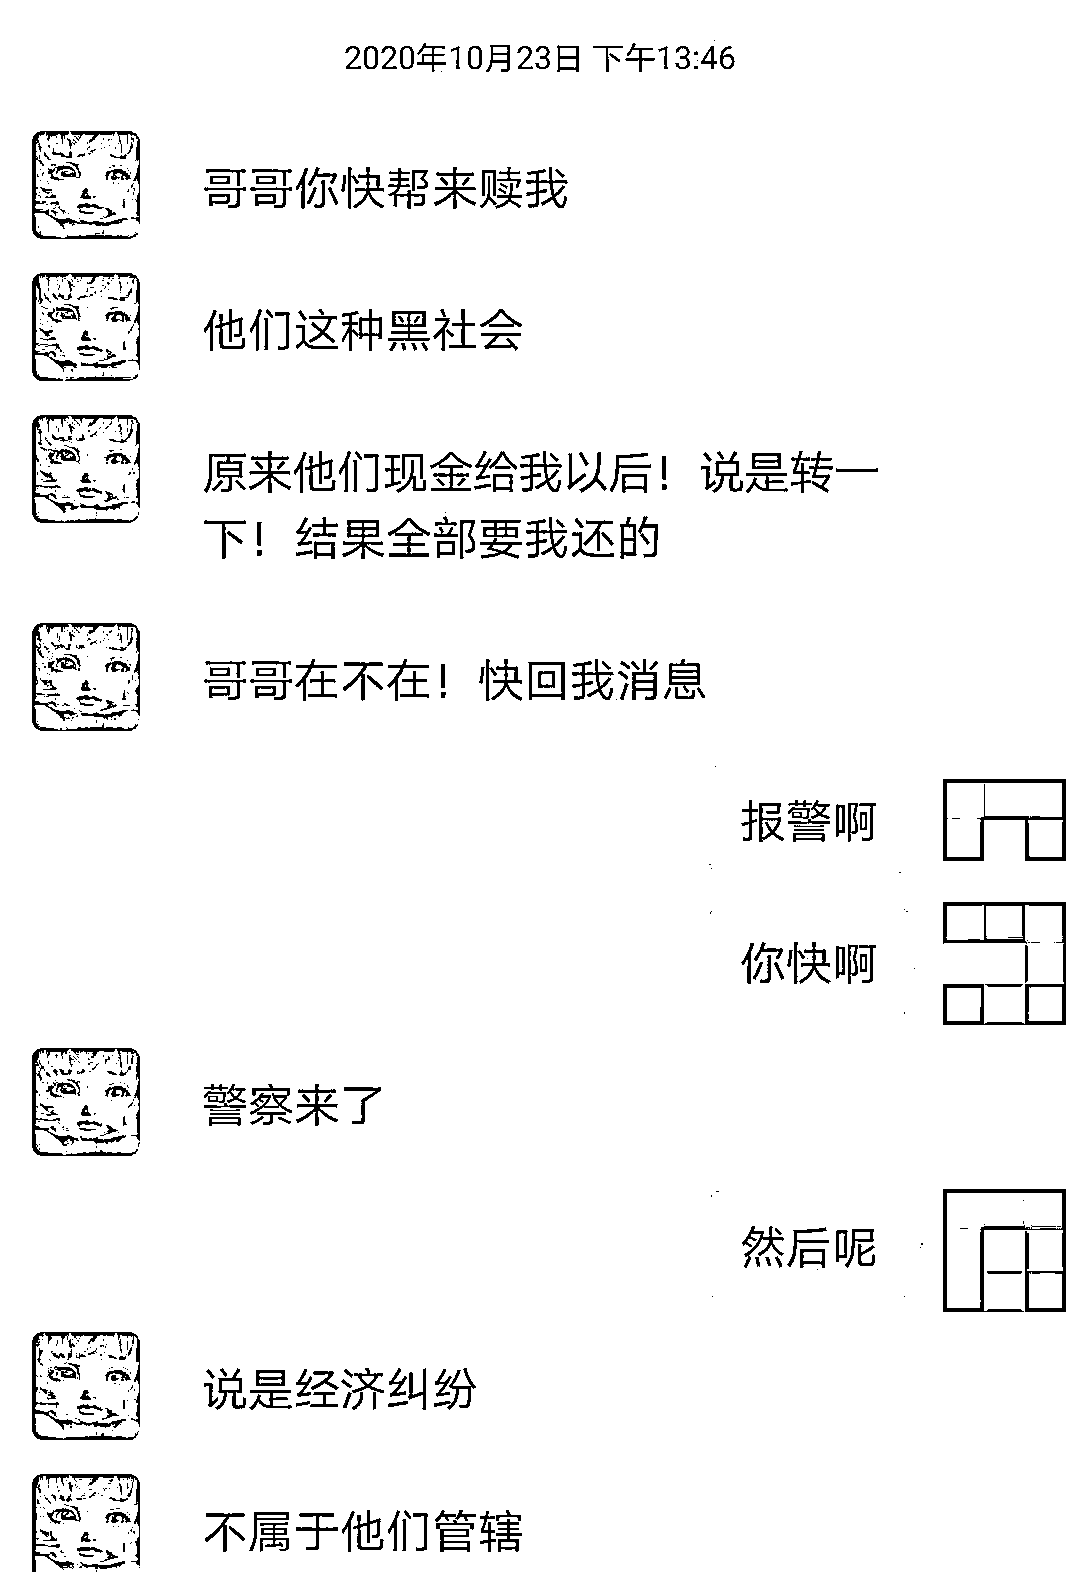 2020年10月23日 下午13:46
哥哥你快帮来赎我
他们这种黑社会
原来他们现金给我以后！说是转一
下！结果全部要我还的
哥哥在不在！快回我消息
报警啊
你快啊
警察来了
然后呢
说是经济纠纷
不属于他们管辖